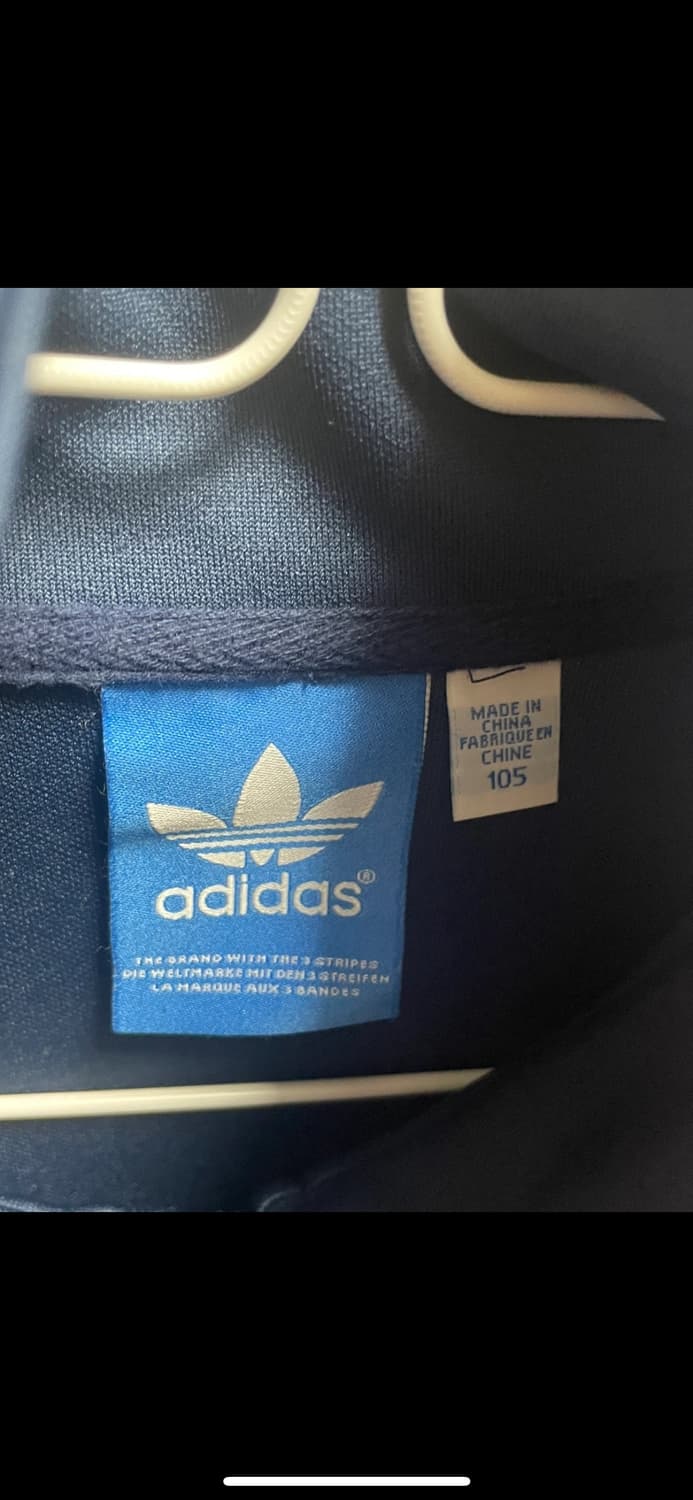 adidas®
THE BRAND WITH THE 3 STRIPES
DIE WELTMARKE MIT DEN 3 STREIFEN
LA MARQUE AUX 3 BANDES
MADE IN
CHINA
FABRIQUE EN
CHINE
105